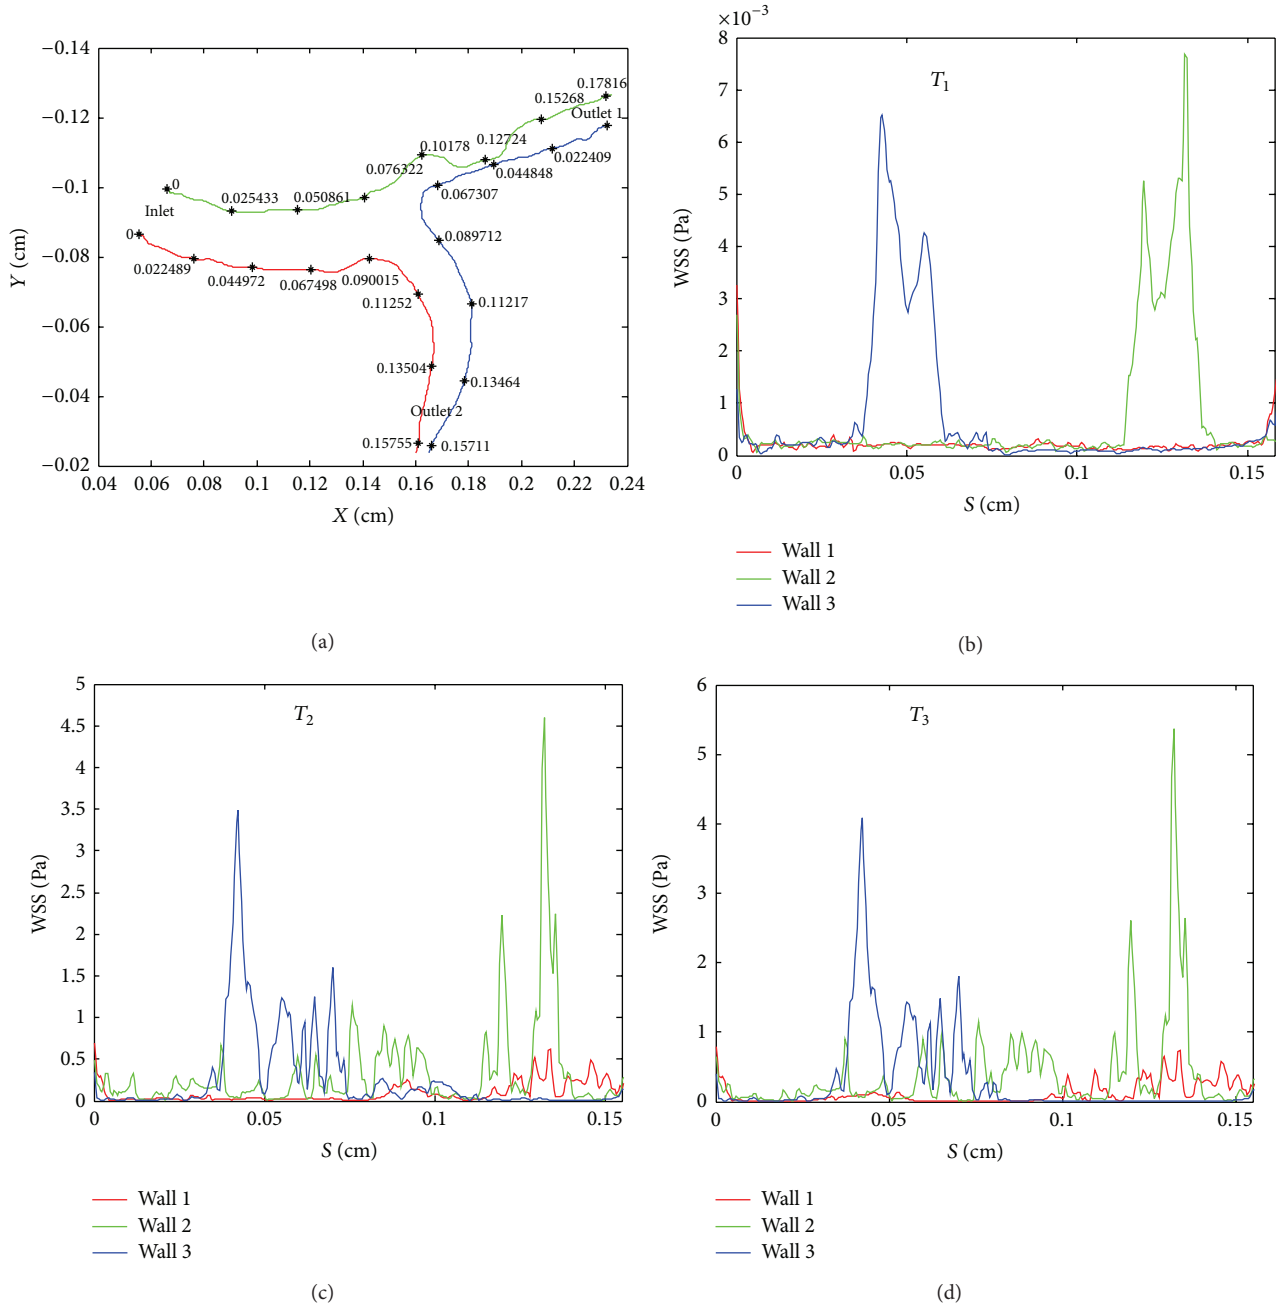 −0.14
−0.12
−0.1
−0.08
−0.06
−0.04
−0.02
Y (cm)
0.04 0.06 0.08 0.1 0.12 0.14 0.16 0.18 0.2 0.22 0.24
X (cm)
0
0.025433
0.050861
0.076322
0.10178
0.12724
0.15268
0.17816
Outlet 1
0.022409
0.044848
0.067307
0.089712
0.11217
0.13464
0.15711
Inlet
0
0.022489
0.044972
0.067498
0.090015
0.11252
0.13504
Outlet 2
0.15755
(a)
×10−3
8
7
6
5
4
3
2
1
0
WSS (Pa)
T1
0 0.05 0.1 0.15
S (cm)
Wall 1
Wall 2
Wall 3
(b)
5
4.5
4
3.5
3
2.5
2
1.5
1
0.5
0
WSS (Pa)
T2
0 0.05 0.1 0.15
S (cm)
Wall 1
Wall 2
Wall 3
(c)
6
5
4
3
2
1
0
WSS (Pa)
T3
0 0.05 0.1 0.15
S (cm)
Wall 1
Wall 2
Wall 3
(d)